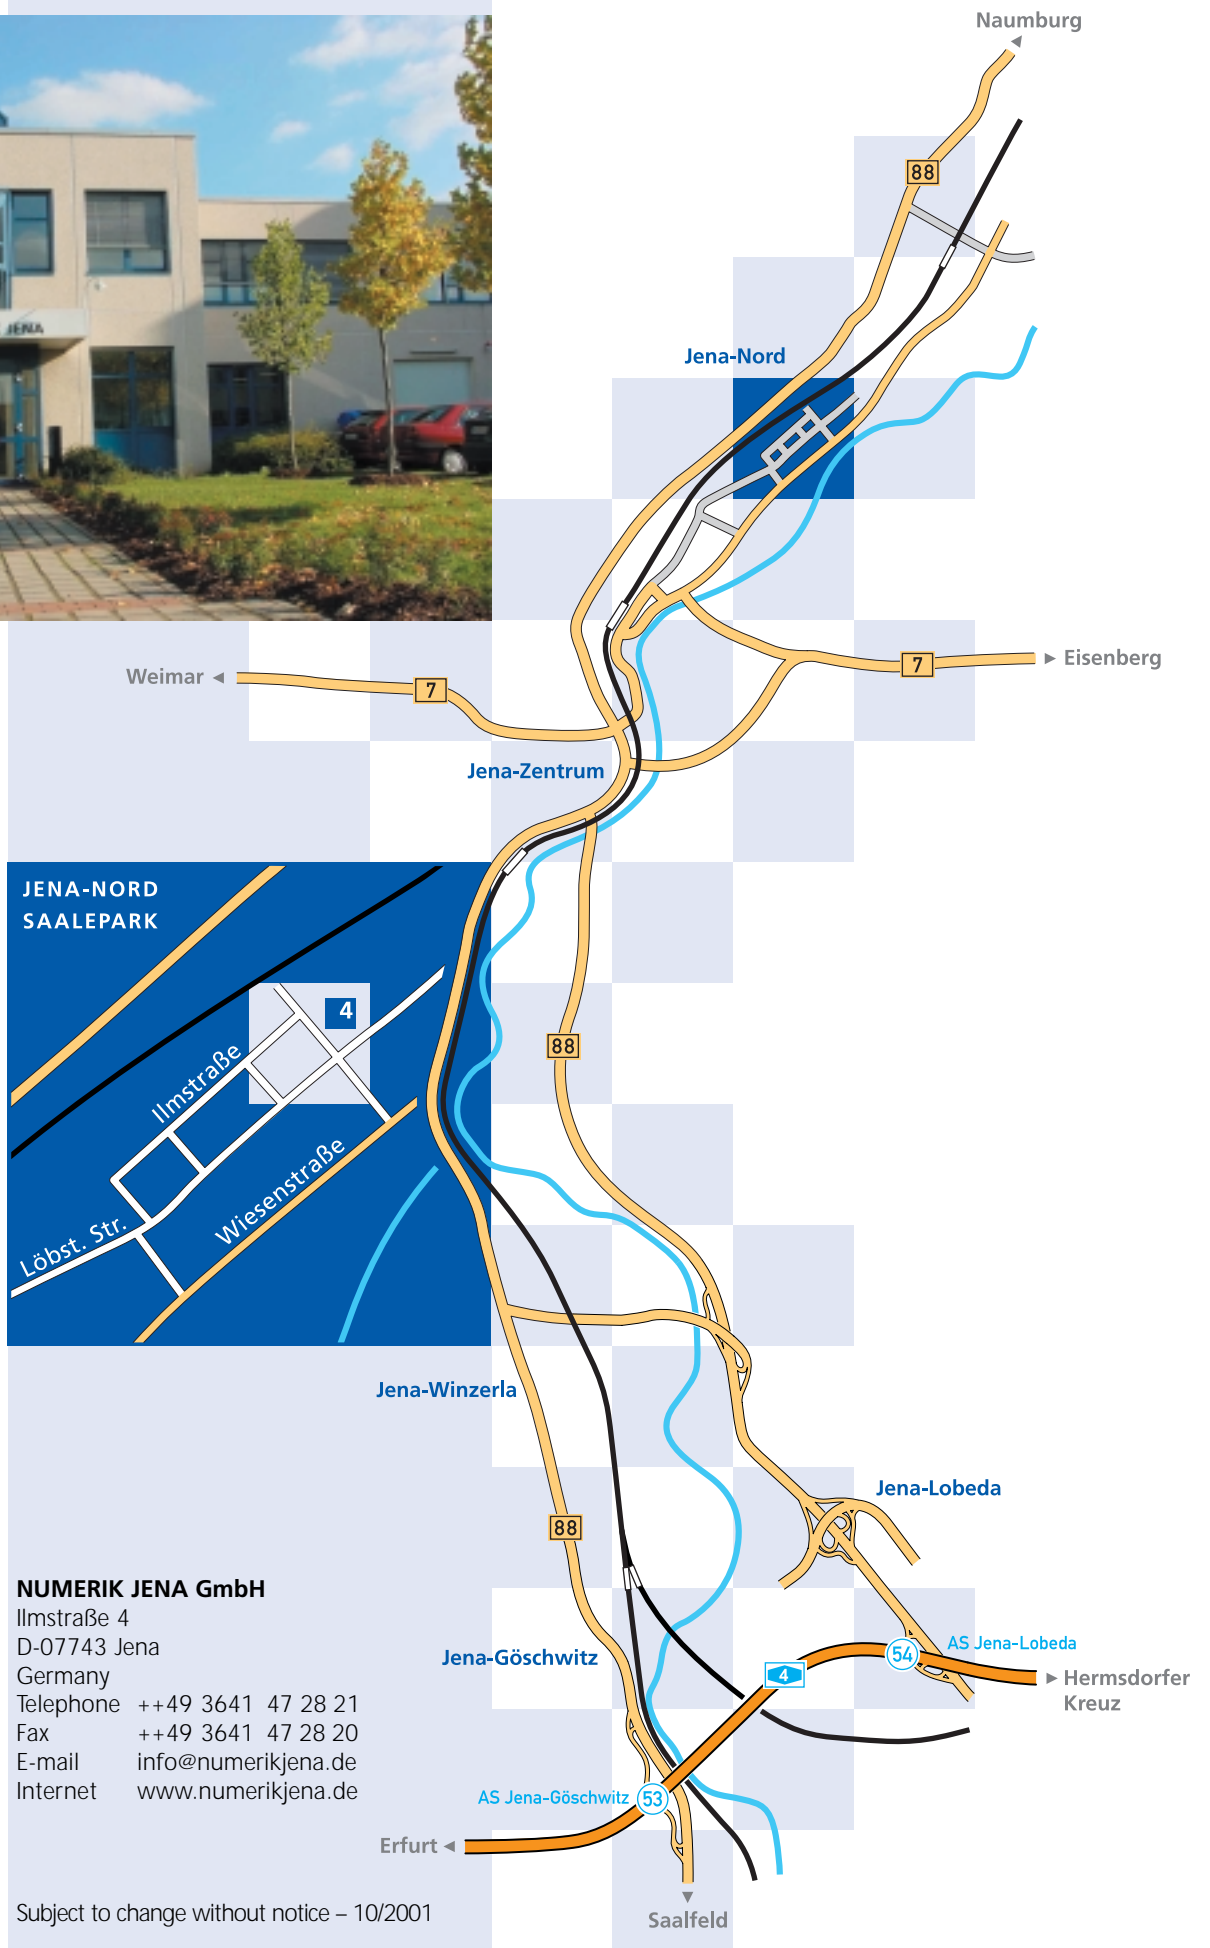 Naumburg
88
JENA
Jena-Nord
Weimar
7
7
Eisenberg
Jena-Zentrum
JENA-NORD
SAALEPARK
4
Ilmstraße
88
Wiesenstraße
Löbst. Str.
Jena-Winzerla
Jena-Lobeda
88
NUMERIK JENA GmbH
Ilmstraße 4
D-07743 Jena
Germany
Telephone ++49 3641 47 28 21
Fax ++49 3641 47 28 20
E-mail info@numerikjena.de
Internet www.numerikjena.de
Jena-Göschwitz
54
AS Jena-Lobeda
4
Hermsdorfer
Kreuz
AS Jena-Göschwitz
53
Erfurt
Saalfeld
Subject to change without notice – 10/2001